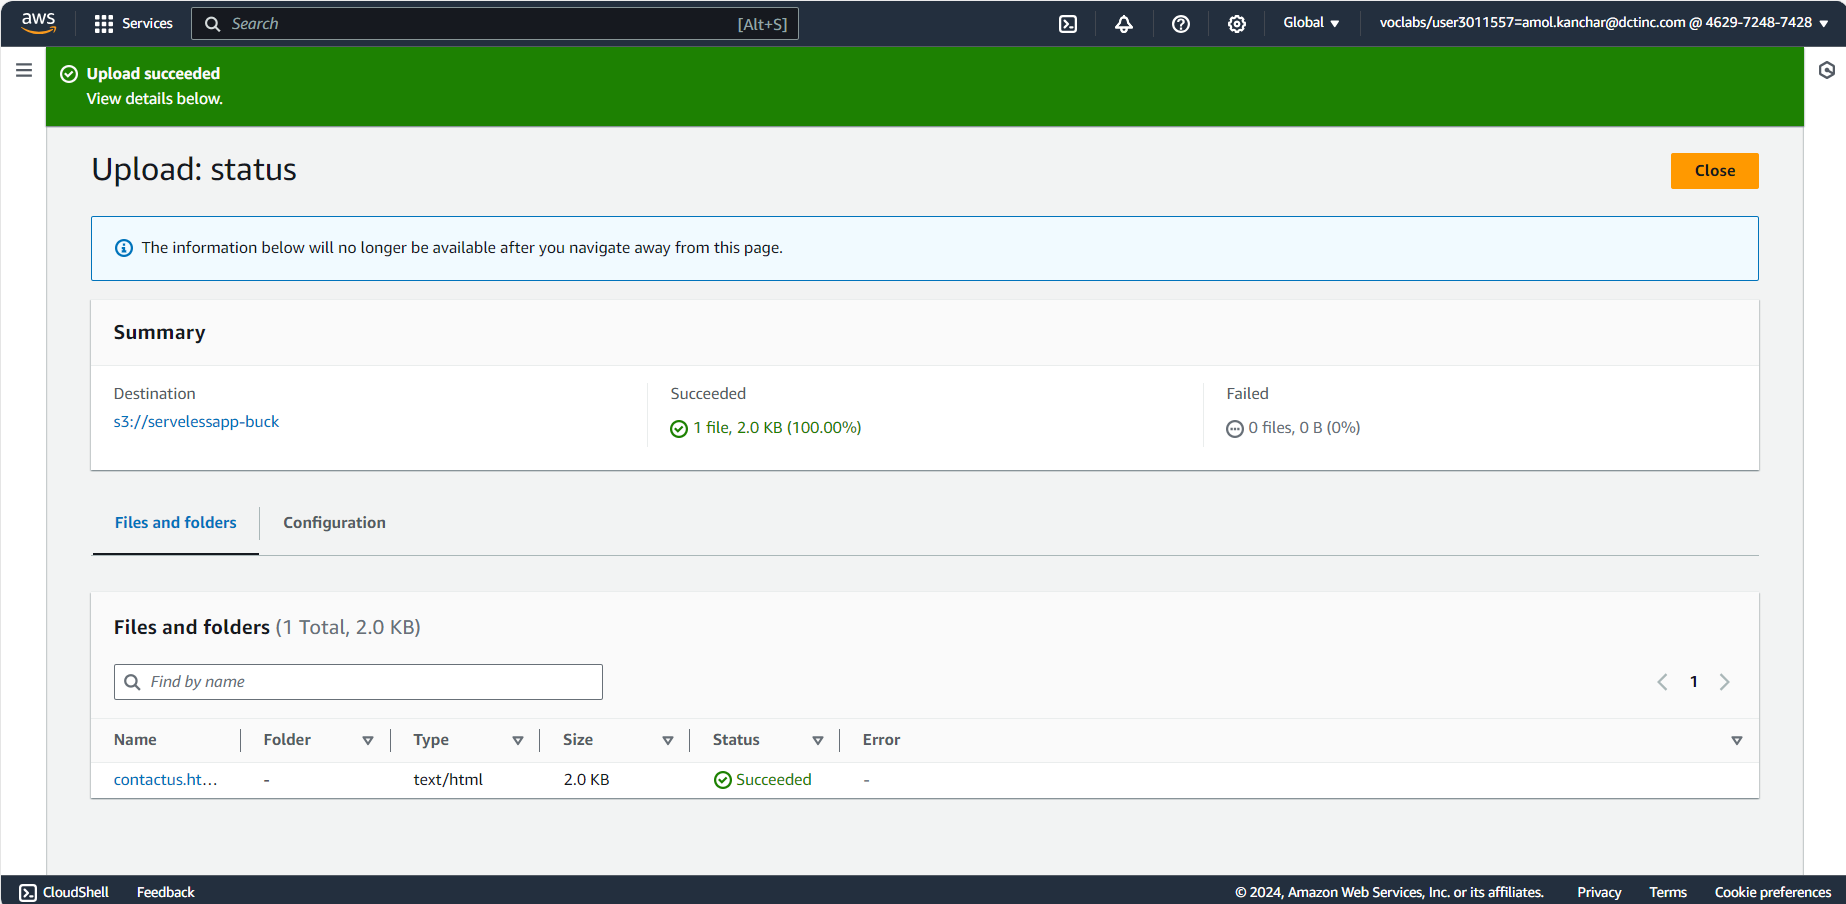 aws Services Search [Alt+S] Global voclabs/user3011557=amol.kanchar@dctinc.com @ 4629-7248-7428
Upload succeeded
View details below.
Upload: status
Close
The information below will no longer be available after you navigate away from this page.
Summary
Destination Succeeded Failed
s3://servelessapp-buck 1 file, 2.0 KB (100.00%) 0 files, 0 B (0%)
Files and folders Configuration
Files and folders (1 Total, 2.0 KB)
Find by name 1
Name Folder Type Size Status Error
contactus.ht... - text/html 2.0 KB Succeeded -
CloudShell Feedback © 2024, Amazon Web Services, Inc. or its affiliates. Privacy Terms Cookie preferences